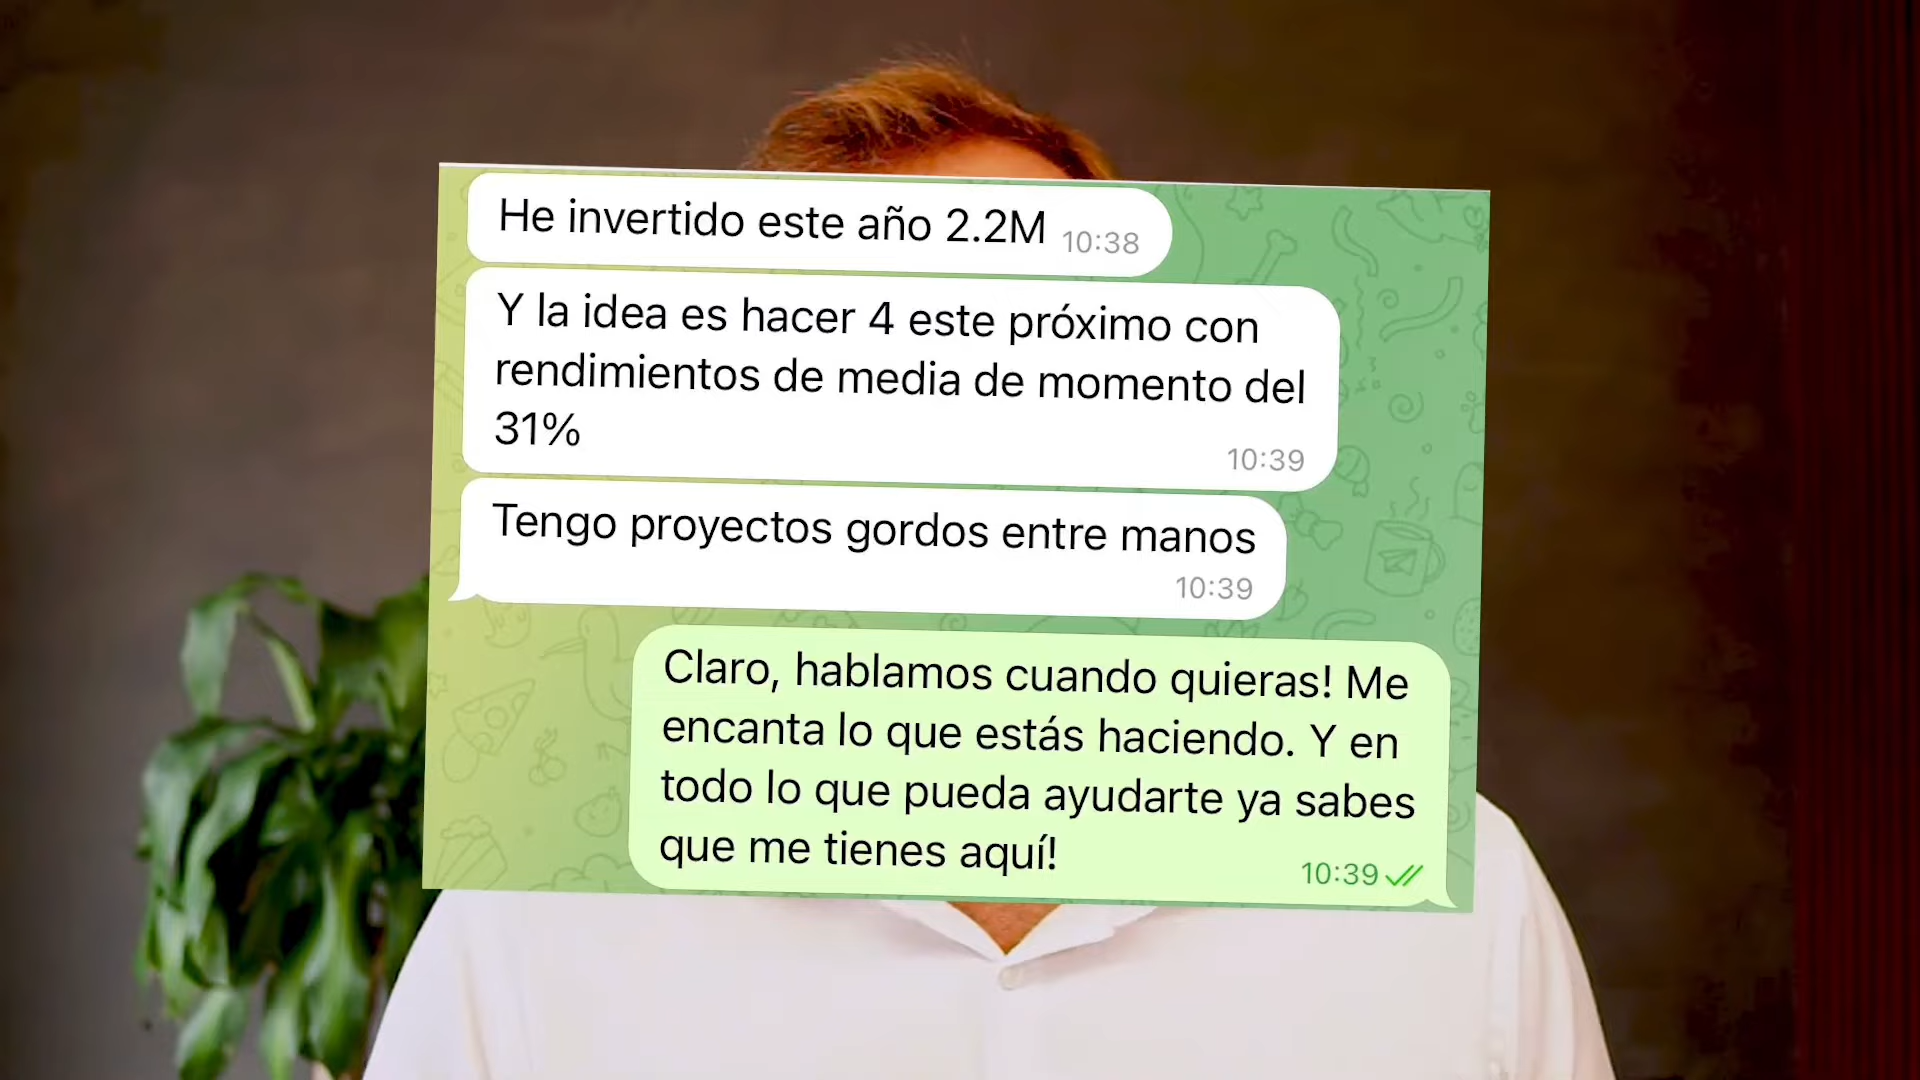 He invertido este año 2.2M 10:38
Y la idea es hacer 4 este próximo con
rendimientos de media de momento del
31%
10:39
Tengo proyectos gordos entre manos
10:39
Claro, hablamos cuando quieras! Me
encanta lo que estás haciendo. Y en
todo lo que pueda ayudarte ya sabes
que me tienes aquí!
10:39